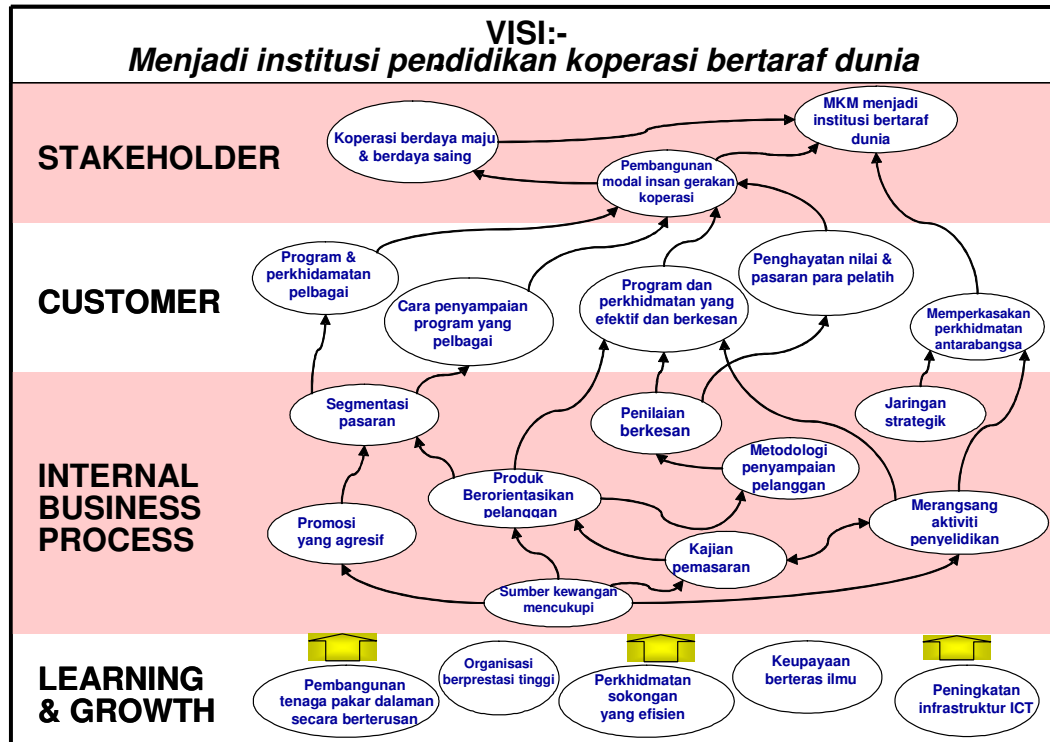 VISI:-
Menjadi institusi pendidikan koperasi bertaraf dunia
STAKEHOLDER
Koperasi berdaya maju
& berdaya saing
MKM menjadi
institusi bertaraf
dunia
Pembangunan
modal insan gerakan
koperasi
CUSTOMER
Program &
perkhidamatan
pelbagai
Cara penyampaian
program yang
pelbagai
Program dan
perkhidmatan yang
efektif dan berkesan
Penghayatan nilai &
pasaran para pelatih
Memperkasakan
perkhidmatan
antarabangsa
INTERNAL
BUSINESS
PROCESS
Segmentasi
pasaran
Penilaian
berkesan
Jaringan
strategik
Metodologi
penyampaian
pelanggan
Produk
Berorientasikan
pelanggan
Promosi
yang agresif
Kajian
pemasaran
Merangsang
aktiviti
penyelidikan
Sumber kewangan
mencukupi
LEARNING
& GROWTH
Pembangunan
tenaga pakar dalaman
secara berterusan
Organisasi
berprestasi tinggi
Perkhidmatan
sokongan
yang efisien
Keupayaan
berteras ilmu
Peningkatan
infrastruktur ICT